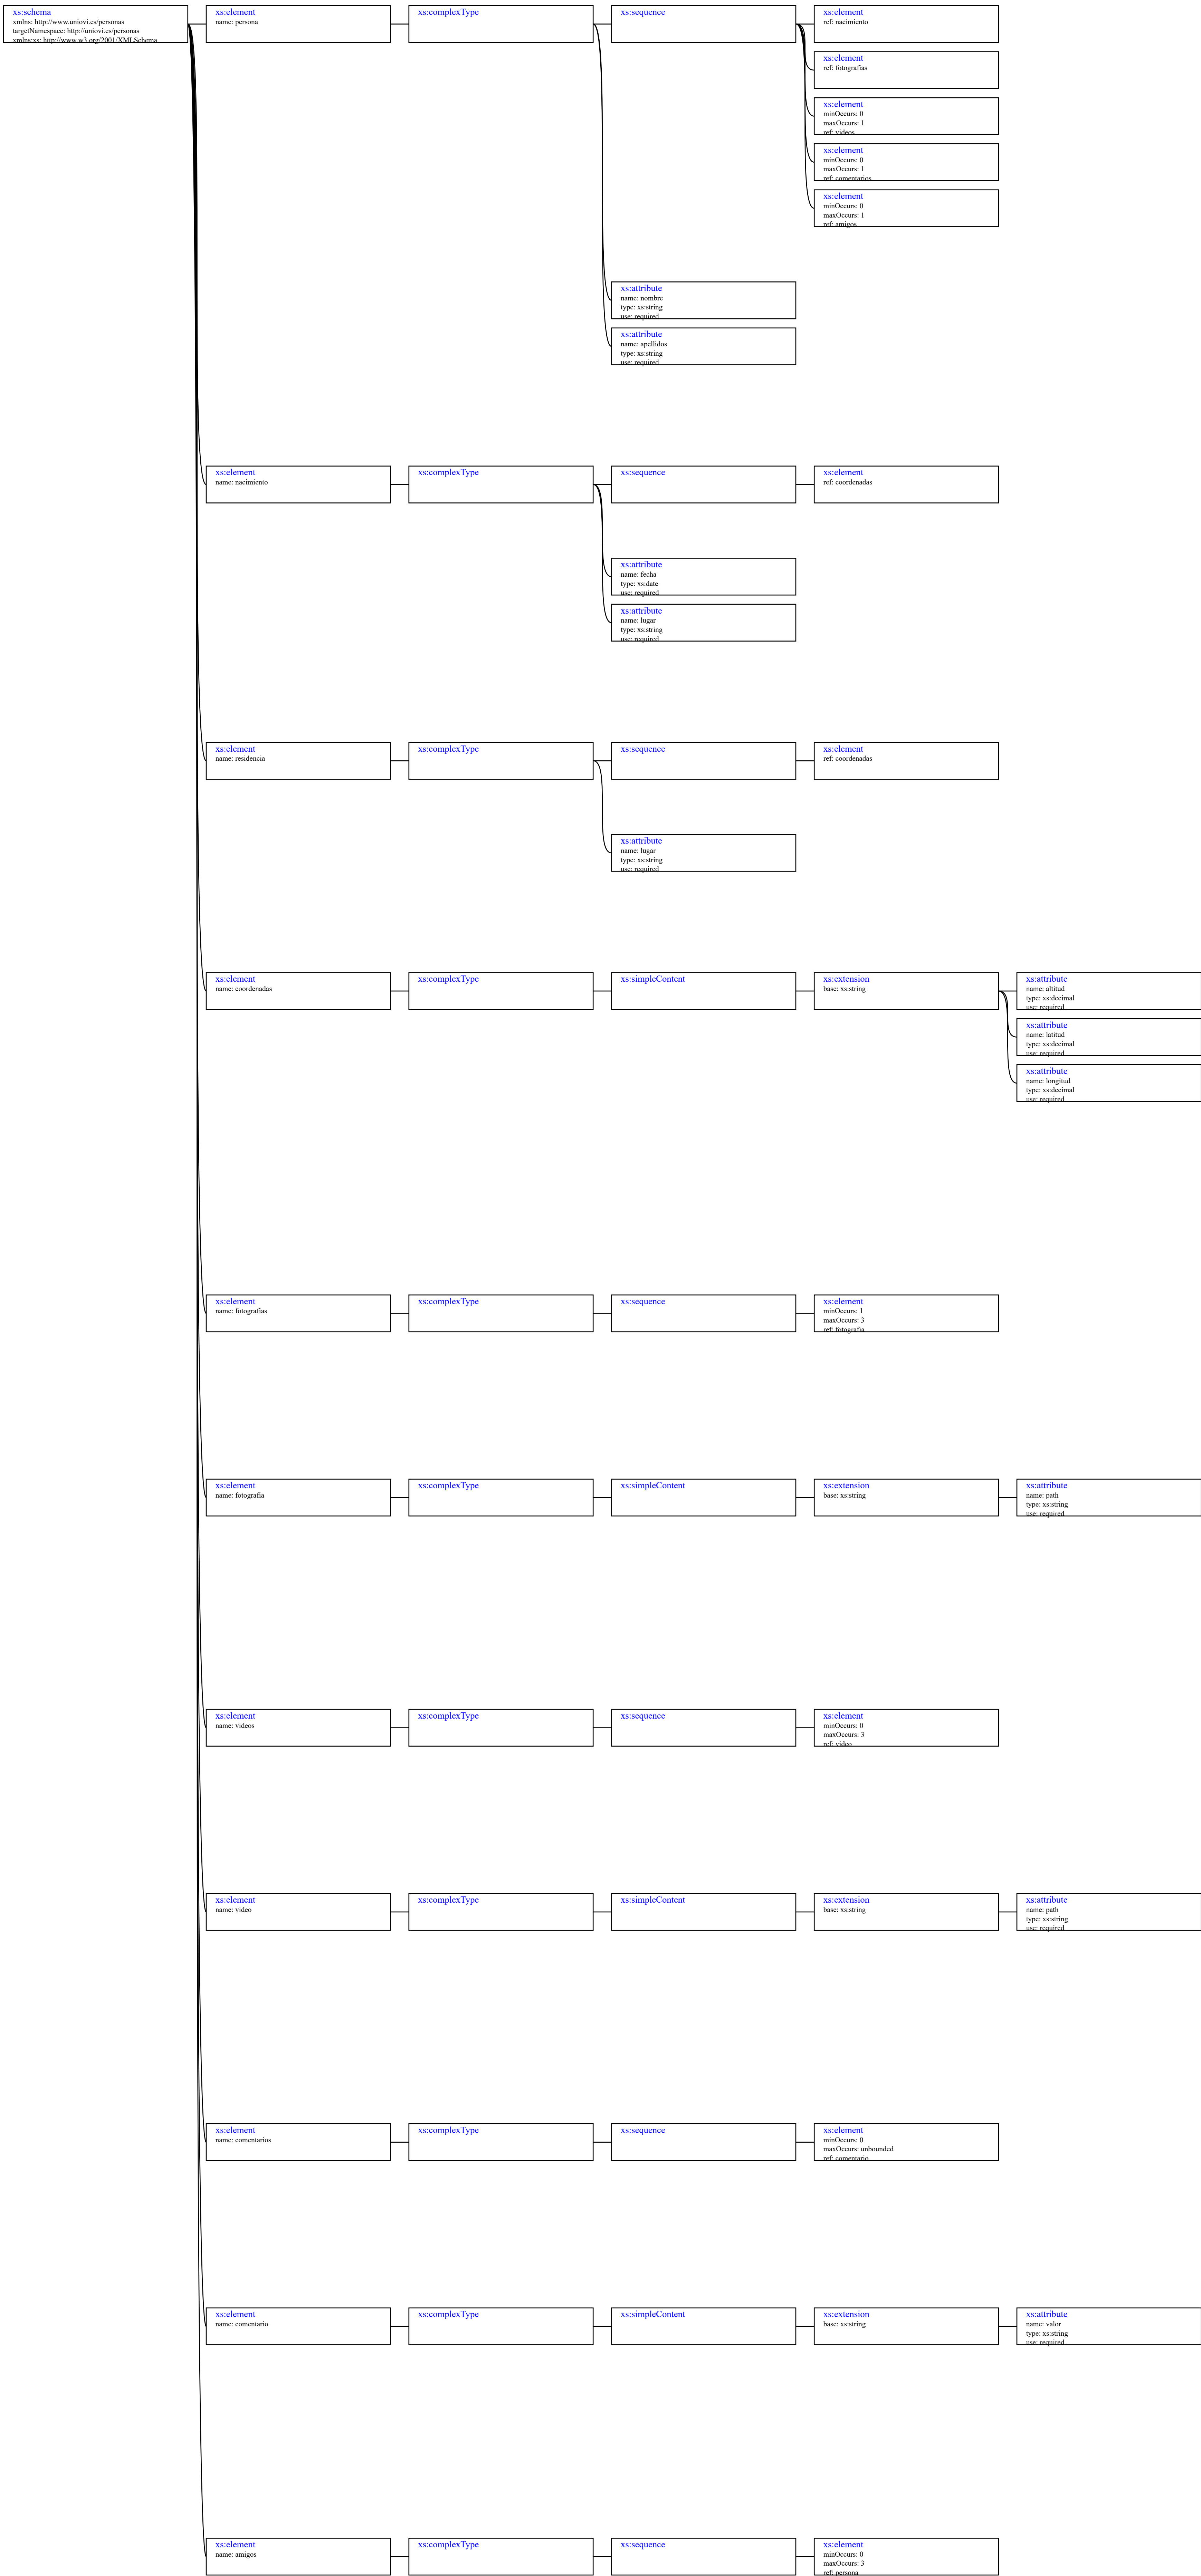 xs:schema
xmlns: http://www.uniovi.es/personas
targetNamespace: http://uniovi.es/personas
xmlns:xs: http://www.w3.org/2001/XMLSchema
xs:element
name: persona
xs:complexType
xs:sequence
xs:element
ref: nacimiento
xs:element
ref: fotografias
xs:element
minOccurs: 0
maxOccurs: 1
ref: videos
xs:element
minOccurs: 0
maxOccurs: 1
ref: comentarios
xs:element
minOccurs: 0
maxOccurs: 1
ref: amigos
xs:attribute
name: nombre
type: xs:string
use: required
xs:attribute
name: apellidos
type: xs:string
use: required
xs:element
name: nacimiento
xs:complexType
xs:sequence
xs:element
ref: coordenadas
xs:attribute
name: fecha
type: xs:date
use: required
xs:attribute
name: lugar
type: xs:string
use: required
xs:element
name: residencia
xs:complexType
xs:sequence
xs:element
ref: coordenadas
xs:attribute
name: lugar
type: xs:string
use: required
xs:element
name: coordenadas
xs:complexType
xs:simpleContent
xs:extension
base: xs:string
xs:attribute
name: altitud
type: xs:decimal
use: required
xs:attribute
name: latitud
type: xs:decimal
use: required
xs:attribute
name: longitud
type: xs:decimal
use: required
xs:element
name: fotografias
xs:complexType
xs:sequence
xs:element
minOccurs: 1
maxOccurs: 3
ref: fotografia
xs:element
name: fotografia
xs:complexType
xs:simpleContent
xs:extension
base: xs:string
xs:attribute
name: path
type: xs:string
use: required
xs:element
name: videos
xs:complexType
xs:sequence
xs:element
minOccurs: 0
maxOccurs: 3
ref: video
xs:element
name: video
xs:complexType
xs:simpleContent
xs:extension
base: xs:string
xs:attribute
name: path
type: xs:string
use: required
xs:element
name: comentarios
xs:complexType
xs:sequence
xs:element
minOccurs: 0
maxOccurs: unbounded
ref: comentario
xs:element
name: comentario
xs:complexType
xs:simpleContent
xs:extension
base: xs:string
xs:attribute
name: valor
type: xs:string
use: required
xs:element
name: amigos
xs:complexType
xs:sequence
xs:element
minOccurs: 0
maxOccurs: 3
ref: persona